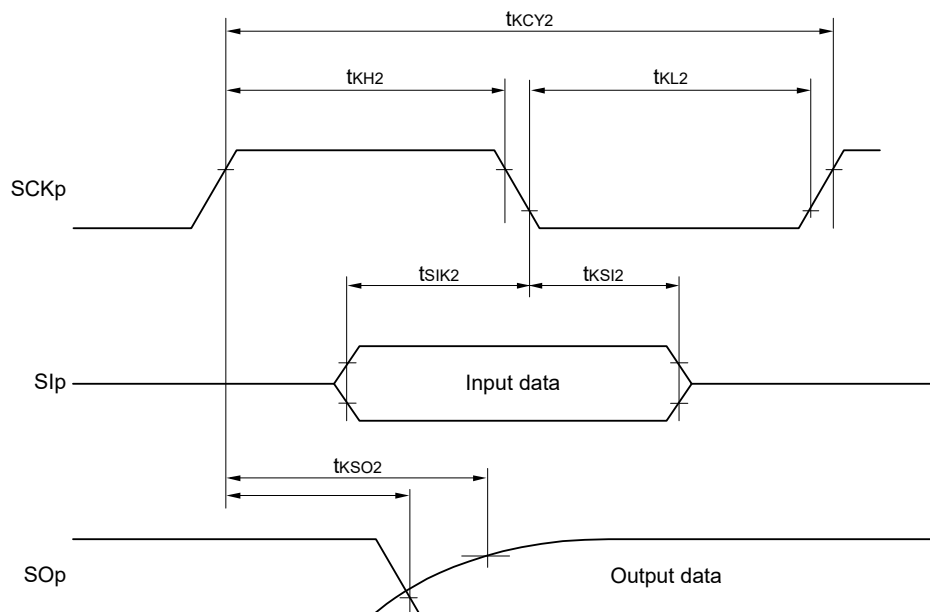 tKCY2
tKH2
tKL2
SCKp
tSIK2
tKSI2
SIp
Input data
tKSO2
SOp
Output data